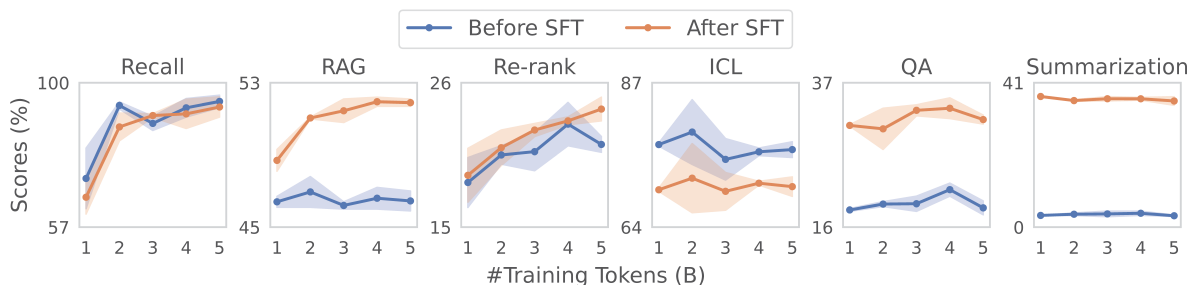 Before SFT After SFT
Recall RAG Re-rank ICL QA Summarization
Scores (%)
100 53 26 87 37 41
57 45 15 64 16 0
1 2 3 4 5 1 2 3 4 5 1 2 3 4 5 1 2 3 4 5 1 2 3 4 5 1 2 3 4 5
#Training Tokens (B)